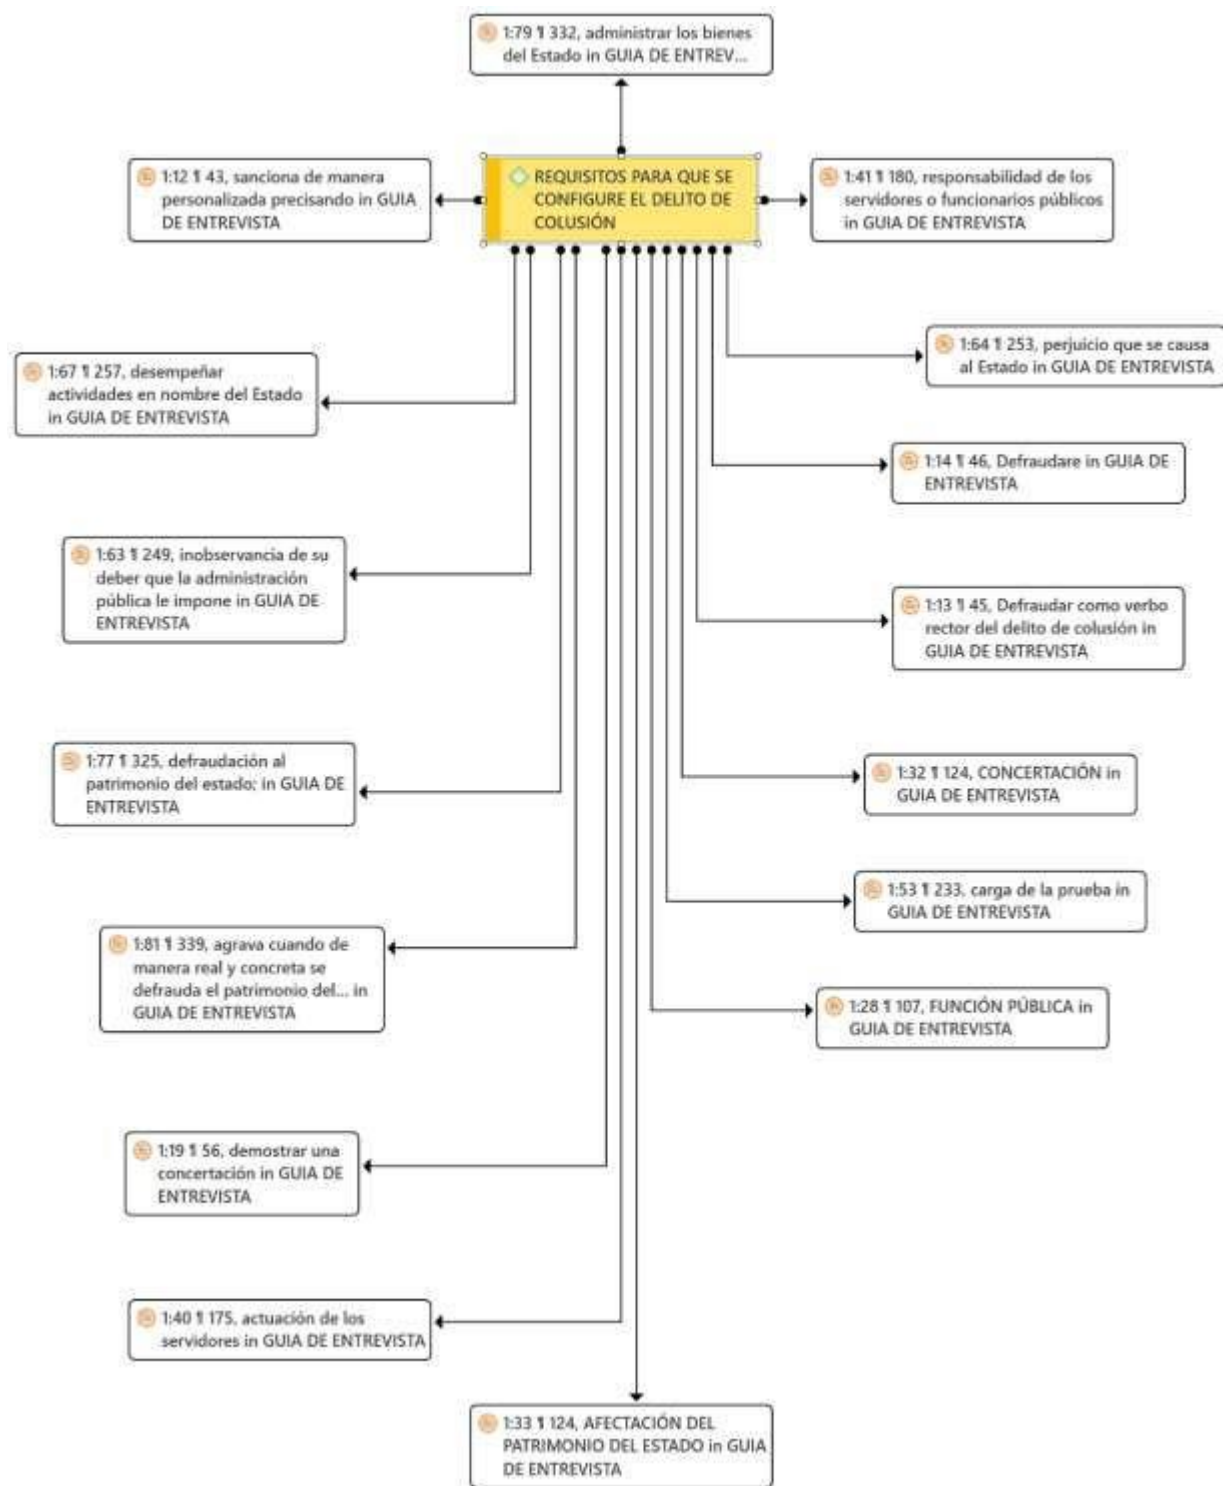 1:79 ¶ 332, administrar los bienes
del Estado in GUIA DE ENTREV...
1:12 ¶ 43, sanciona de manera
personalizada precisando in GUIA
DE ENTREVISTA
REQUISITOS PARA QUE SE
CONFIGURE EL DELITO DE
COLUSIÓN
1:41 ¶ 180, responsabilidad de los
servidores o funcionarios públicos
in GUIA DE ENTREVISTA
1:64 ¶ 253, perjuicio que se causa
al Estado in GUIA DE ENTREVISTA
1:67 ¶ 257, desempeñar
actividades en nombre del Estado
in GUIA DE ENTREVISTA
1:14 ¶ 46, Defraudare in GUIA DE
ENTREVISTA
1:63 ¶ 249, inobservancia de su
deber que la administración
pública le impone in GUIA DE
ENTREVISTA
1:13 ¶ 45, Defraudar como verbo
rector del delito de colusión in
GUIA DE ENTREVISTA
1:77 ¶ 325, defraudación al
patrimonio del estado; in GUIA DE
ENTREVISTA
1:32 ¶ 124, CONCERTACIÓN in
GUIA DE ENTREVISTA
1:53 ¶ 233, carga de la prueba in
GUIA DE ENTREVISTA
1:81 ¶ 339, agrava cuando de
manera real y concreta se
defrauda el patrimonio del... in
GUIA DE ENTREVISTA
1:28 ¶ 107, FUNCIÓN PÚBLICA in
GUIA DE ENTREVISTA
1:19 ¶ 56, demostrar una
concertación in GUIA DE
ENTREVISTA
1:40 ¶ 175, actuación de los
servidores in GUIA DE ENTREVISTA
1:33 ¶ 124, AFECTACIÓN DEL
PATRIMONIO DEL ESTADO in GUIA
DE ENTREVISTA